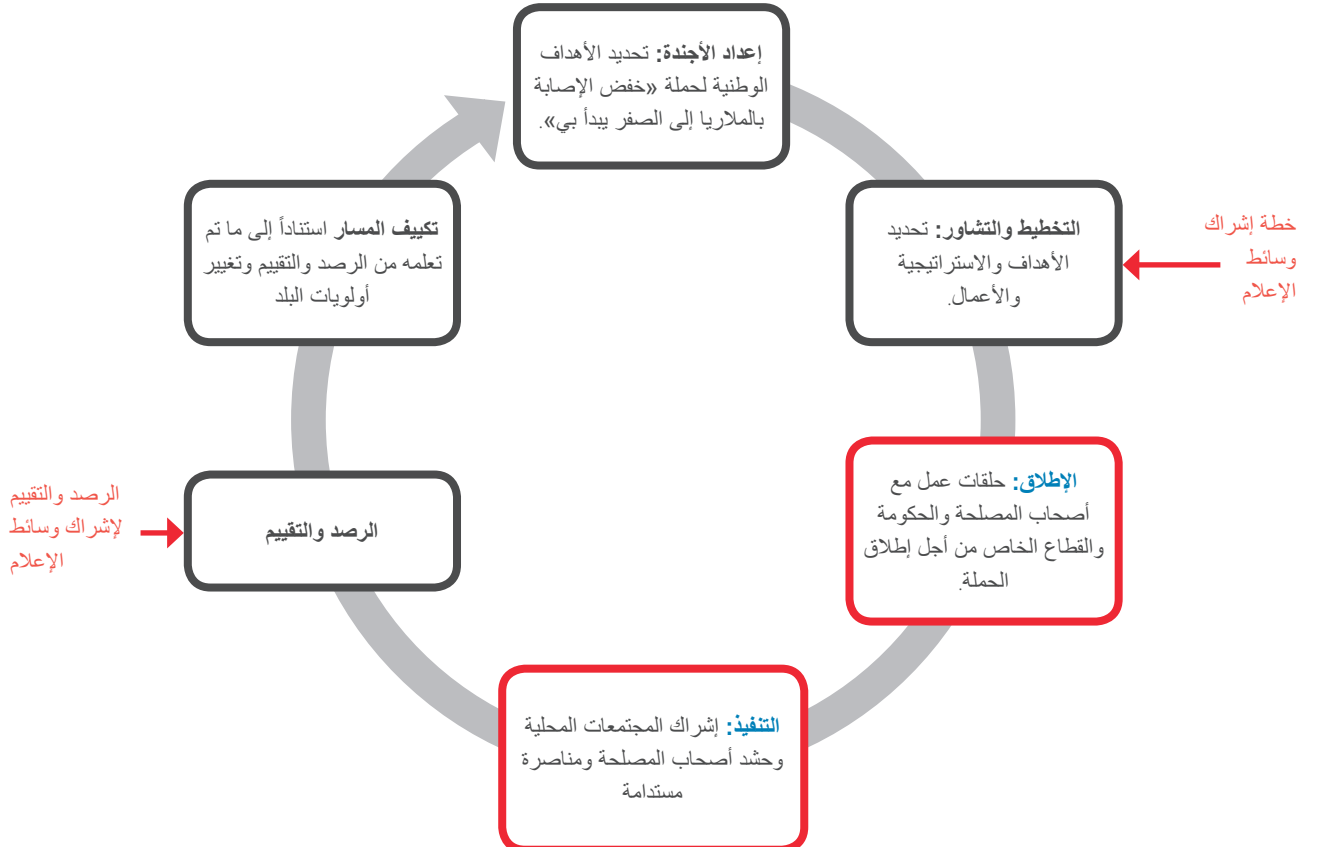 إعداد الأجندة: تحديد الأهداف
الوطنية لحملة «خفض الإصابة
بالملاريا إلى الصفر يبدأ بي».
التخطيط والتشاور: تحديد
الأهداف والاستراتيجية
والأعمال.
خطة إشراك
وسائط
الإعلام
الإطلاق: حلقات عمل مع
أصحاب المصلحة والحكومة
والقطاع الخاص من أجل إطلاق
الحملة.
التنفيذ: إشراك المجتمعات المحلية
وحشد أصحاب المصلحة ومناصرة
مستدامة
الرصد والتقييم
الرصد والتقييم
لإشراك وسائط
الإعلام
تكييف المسار استناداً إلى ما تم
تعلمه من الرصد والتقييم وتغيير
أولويات البلد